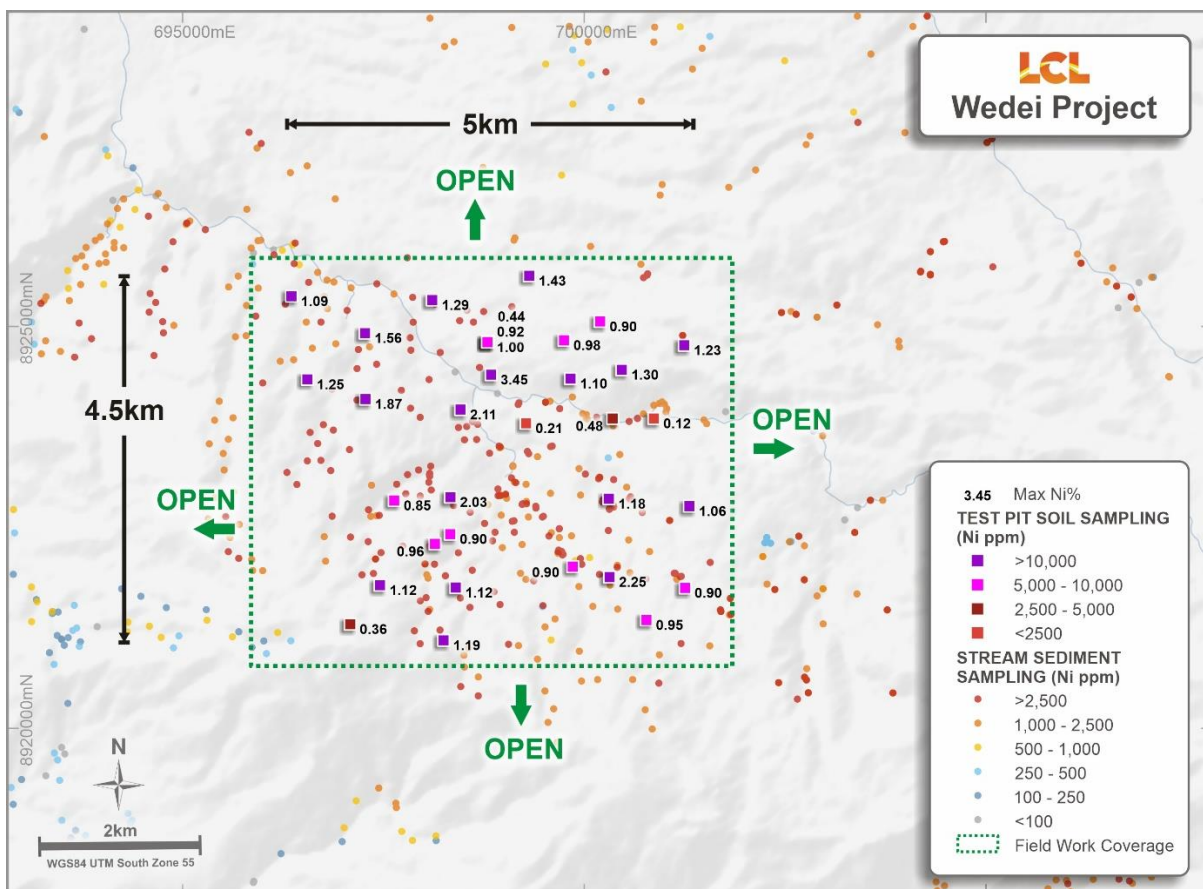 695000mE
700000mE
LCL
Wedei Project
5km
OPEN
8925000mN
1.43
1.09
1.29
0.44
0.92
1.00
0.90
1.56
0.98
1.23
1.25
3.45
1.10
1.30
1.87
4.5km
2.11
0.21
0.48
0.12
OPEN
OPEN
0.85
2.03
1.18
1.06
0.96
0.90
0.90
2.25
0.90
1.12
1.12
0.36
1.19
0.95
8920000mN
OPEN
N
2km
WGS84 UTM South Zone 55
3.45 Max Ni%
TEST PIT SOIL SAMPLING
(Ni ppm)
>10,000
5,000 - 10,000
2,500 - 5,000
<2500
STREAM SEDIMENT
SAMPLING (Ni ppm)
>2,500
1,000 - 2,500
500 - 1,000
250 - 500
100 - 250
<100
Field Work Coverage